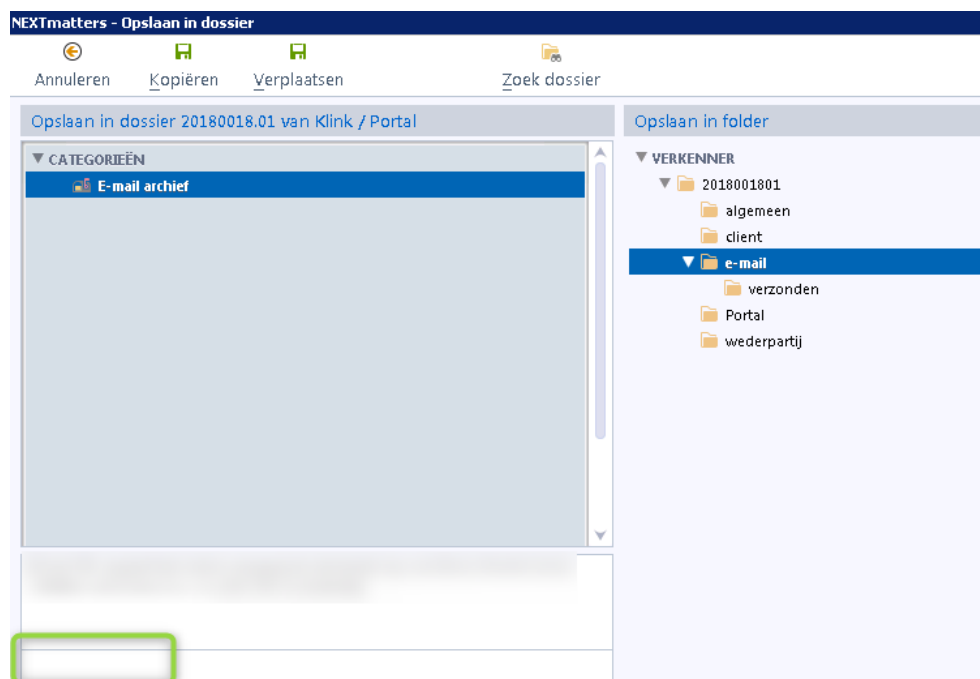 NEXTmatters - Opslaan in dossier
Annuleren Kopiëren Verplaatsen Zoek dossier
Opslaan in dossier 20180018.01 van Klink / Portal
CATEGORIEËN
E-mail archief
Opslaan in folder
VERKENNER
2018001801
algemeen
client
e-mail
verzonden
Portal
wederpartij